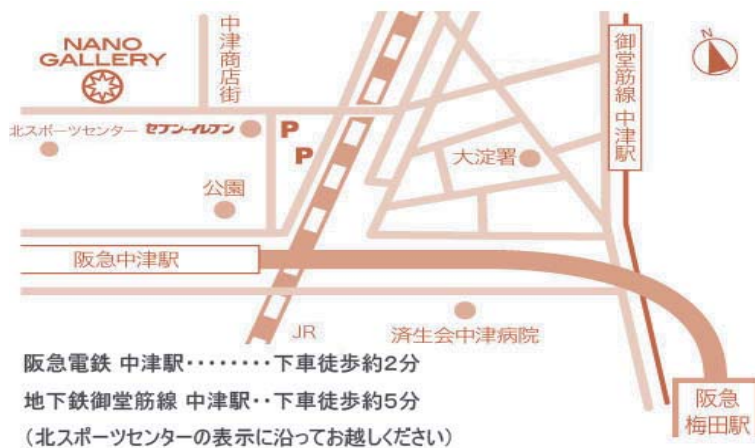 NANO
GALLERY
中津商店街
御堂筋線 中津駅
N
北スポーツセンター
セブン-イレブン
P
P
大淀署
公園
阪急中津駅
JR
済生会中津病院
阪急
梅田駅
阪急電鉄 中津駅････････下車徒歩約2分
地下鉄御堂筋線 中津駅･･下車徒歩約5分
(北スポーツセンターの表示に沿ってお越しください)